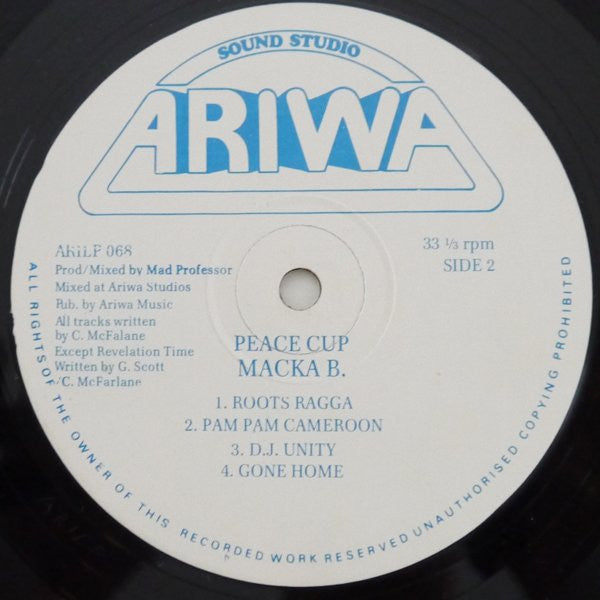 SOUND STUDIO
ARIWA
ARILP 068
Prod/Mixed by Mad Professor
Mixed at Ariwa Studios
Pub. by Ariwa Music
All tracks written
by C. McFalane
Except Revelation Time
Written by G. Scott
/C. McFarlane
33 ⅓ rpm
SIDE 2
PEACE CUP
MACKA B.
1. ROOTS RAGGA
2. PAM PAM CAMEROON
3. D.J. UNITY
4. GONE HOME
ALL RIGHTS OF THE OWNER OF THIS RECORDED WORK RESERVED UNAUTHORISED COPYING PROHIBITED